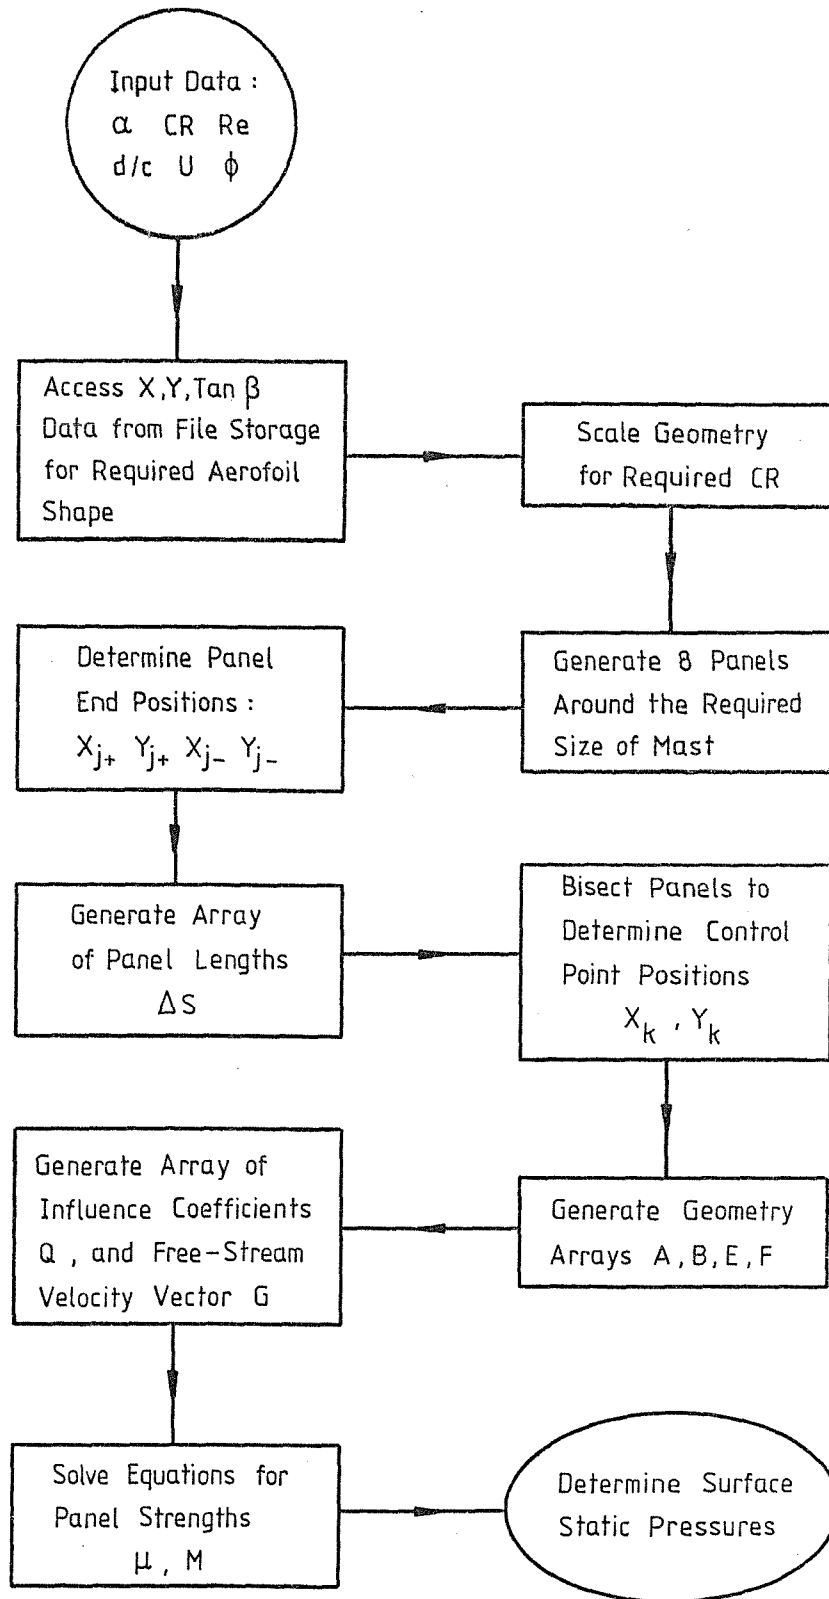 Input Data :
α CR Re
d/c U ϕ
Access X,Y,Tan β
Data from File Storage
for Required Aerofoil
Shape
Scale Geometry
for Required CR
Generate 8 Panels
Around the Required
Size of Mast
Determine Panel
End Positions :
Xj+ Yj+ Xj− Yj−
Generate Array
of Panel Lengths
ΔS
Bisect Panels to
Determine Control
Point Positions
Xk , Yk
Generate Geometry
Arrays A,B,E,F
Generate Array of
Influence Coefficients
Q , and Free-Stream
Velocity Vector G
Solve Equations for
Panel Strengths
μ , M
Determine Surface
Static Pressures